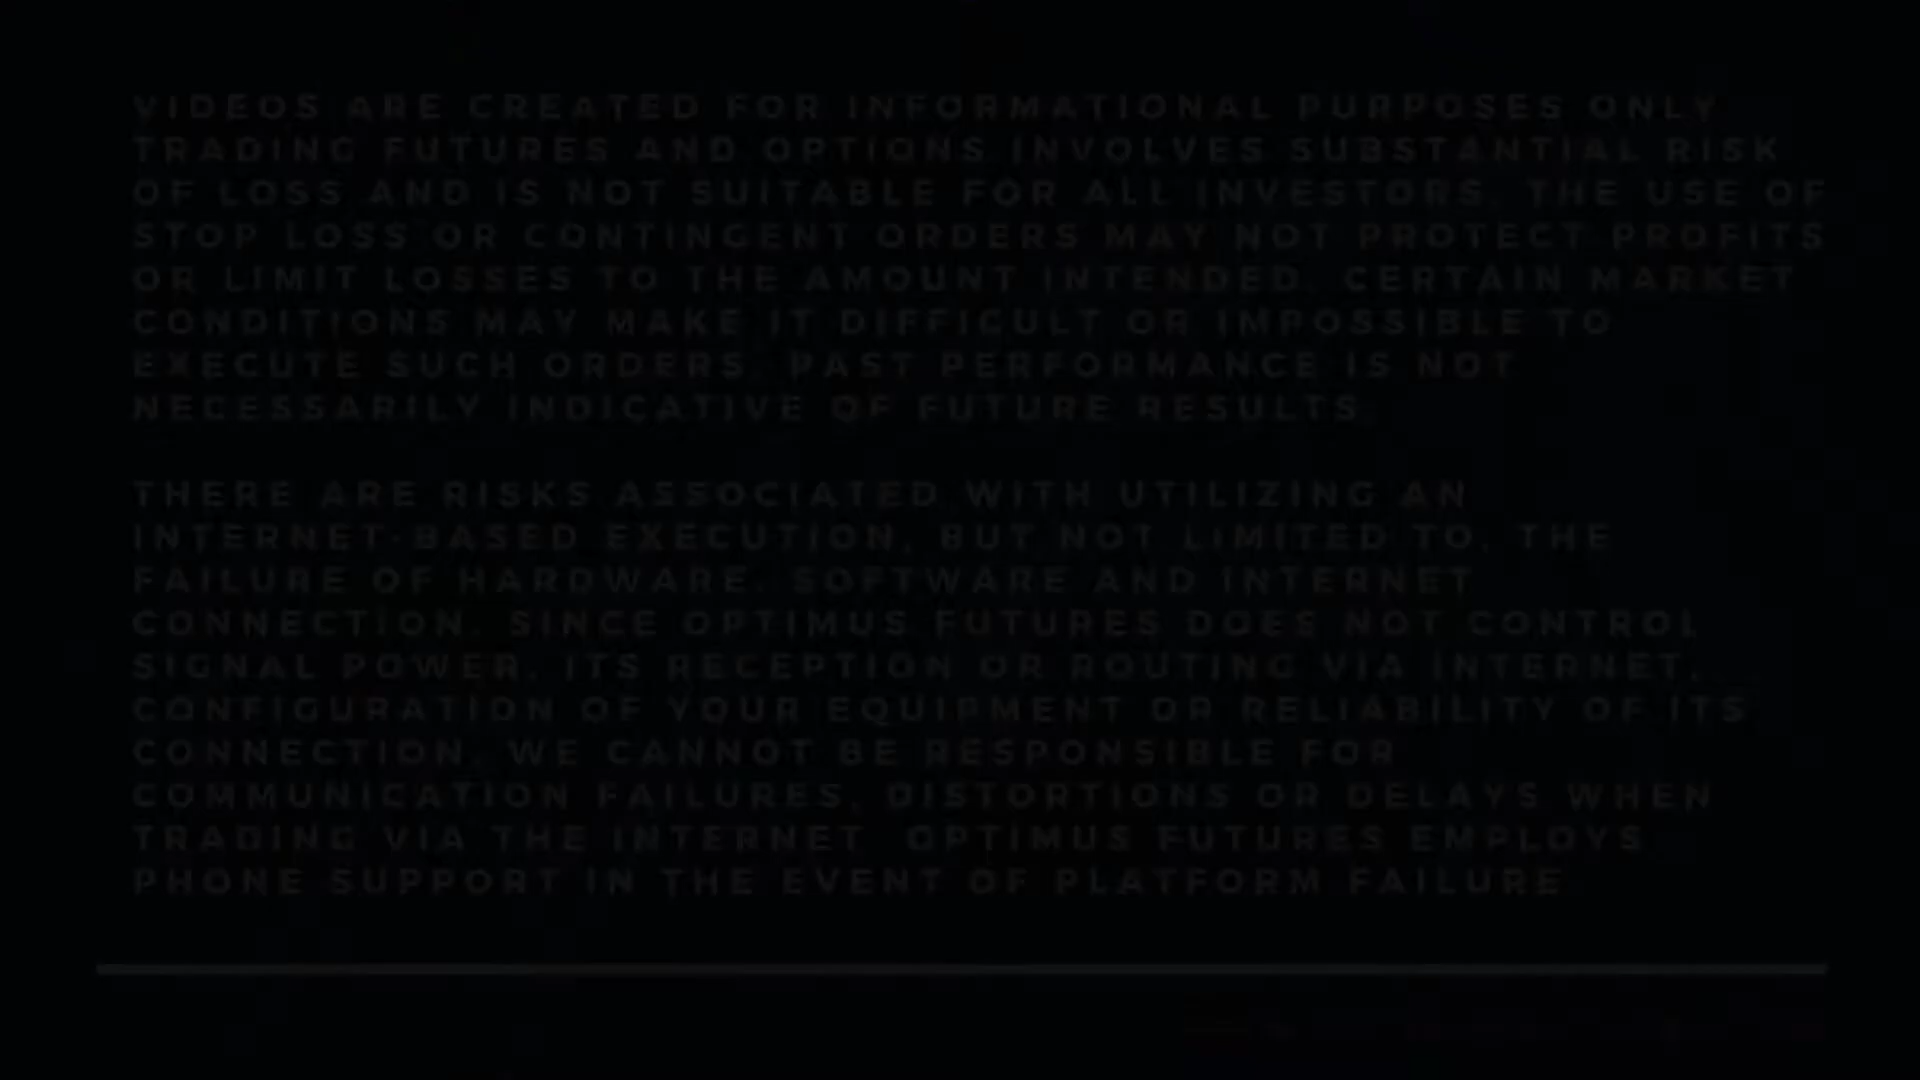 VIDEOS ARE CREATED FOR INFORMATIONAL PURPOSES ONLY
TRADING FUTURES AND OPTIONS INVOLVES SUBSTANTIAL RISK
OF LOSS AND IS NOT SUITABLE FOR ALL INVESTORS. THE USE OF
STOP LOSS OR CONTINGENT ORDERS MAY NOT PROTECT PROFITS
OR LIMIT LOSSES TO THE AMOUNT INTENDED. CERTAIN MARKET
CONDITIONS MAY MAKE IT DIFFICULT OR IMPOSSIBLE TO
EXECUTE SUCH ORDERS. PAST PERFORMANCE IS NOT
NECESSARILY INDICATIVE OF FUTURE RESULTS.
THERE ARE RISKS ASSOCIATED WITH UTILIZING AN
INTERNET-BASED EXECUTION, BUT NOT LIMITED TO, THE
FAILURE OF HARDWARE, SOFTWARE AND INTERNET
CONNECTION. SINCE OPTIMUS FUTURES DOES NOT CONTROL
SIGNAL POWER, ITS RECEPTION OR ROUTING VIA INTERNET,
CONFIGURATION OF YOUR EQUIPMENT OR RELIABILITY OF ITS
CONNECTION, WE CANNOT BE RESPONSIBLE FOR
COMMUNICATION FAILURES, DISTORTIONS OR DELAYS WHEN
TRADING VIA THE INTERNET. OPTIMUS FUTURES EMPLOYS
PHONE SUPPORT IN THE EVENT OF PLATFORM FAILURE